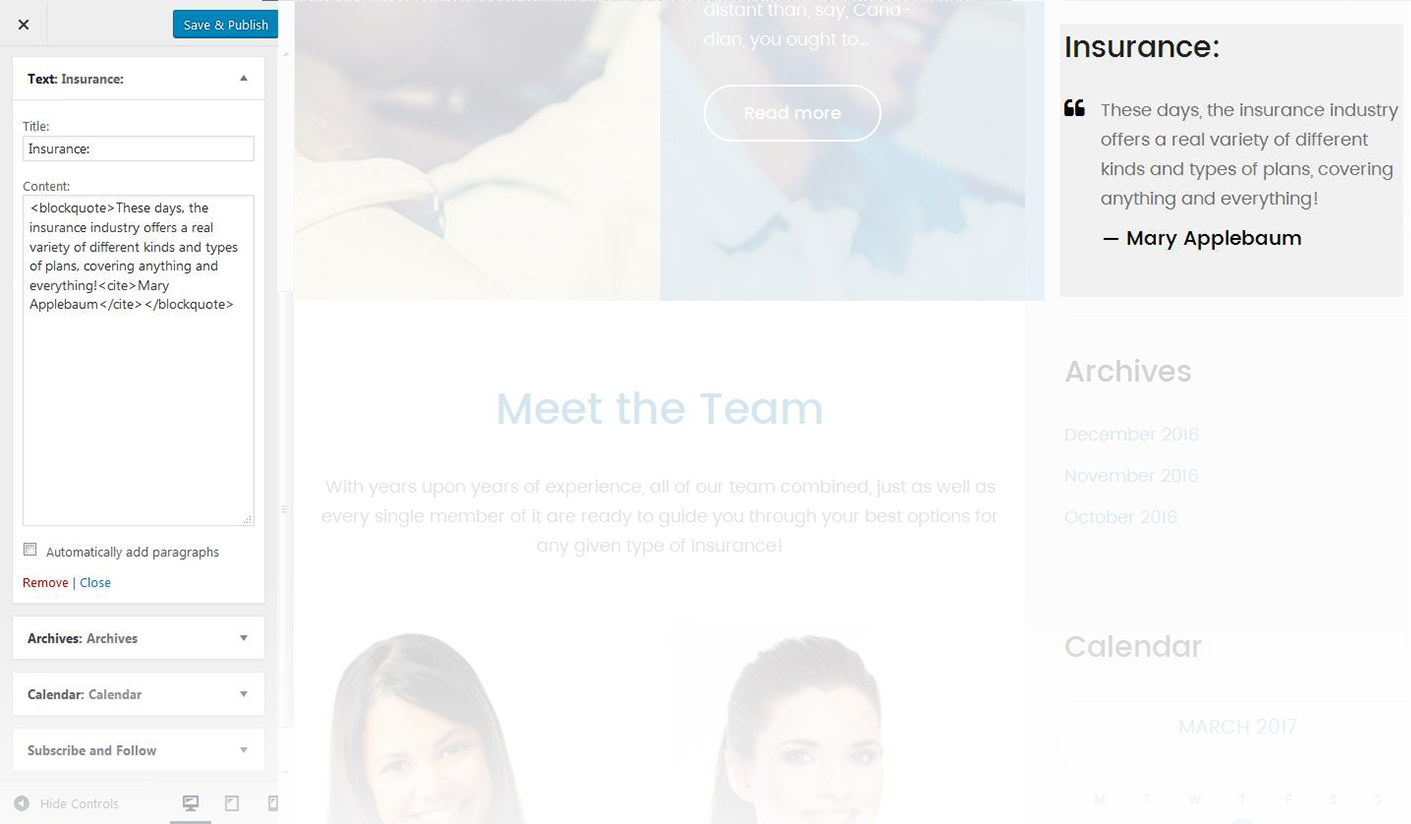 Save & Publish
Text: Insurance:
Title:
Insurance:
Content:
<blockquote>These days, the
insurance industry offers a real
variety of different kinds and types
of plans, covering anything and
everything!<cite>Mary
Applebaum</cite></blockquote>
Automatically add paragraphs
Remove | Close
Archives: Archives
Calendar: Calendar
Subscribe and Follow
Hide Controls
distant than, say, Cana-
dian, you ought to...
Read more
Meet the Team
With years upon years of experience, all of our team combined, just as well as
every single member of it are ready to guide you through your best options for
any given type of insurance!
Insurance:
These days, the insurance industry
offers a real variety of different
kinds and types of plans, covering
anything and everything!
— Mary Applebaum
Archives
December 2016
November 2016
October 2016
Calendar
MARCH 2017
M T W T F S S